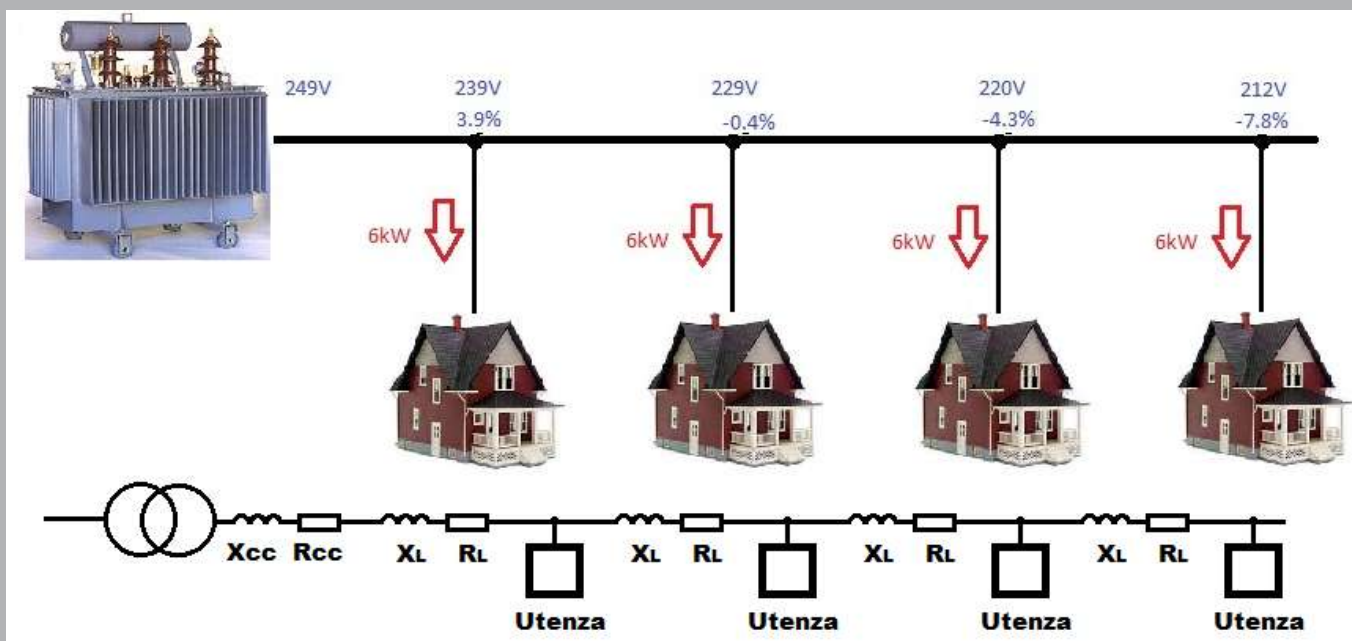 249V 239V 229V 220V 212V
3.9% -0.4% -4.3% -7.8%
6kW 6kW 6kW 6kW
Xcc Rcc XL RL XL RL XL RL XL RL
Utenza Utenza Utenza Utenza